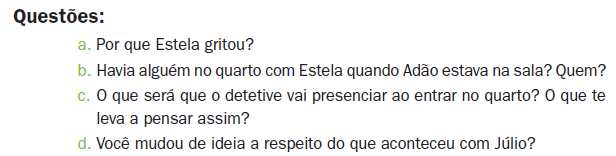 Questões:
a. Por que Estela gritou?
b. Havia alguém no quarto com Estela quando Adão estava na sala? Quem?
c. O que será que o detetive vai presenciar ao entrar no quarto? O que te
leva a pensar assim?
d. Você mudou de ideia a respeito do que aconteceu com Júlio?